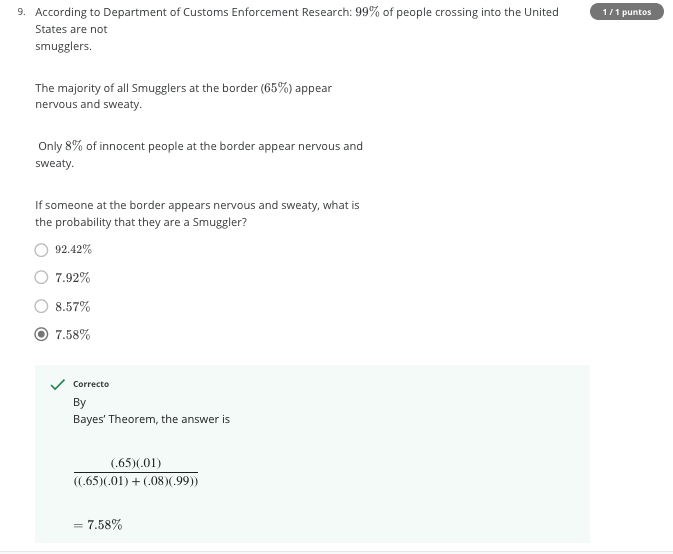 9. According to Department of Customs Enforcement Research: 99% of people crossing into the United
1 / 1 puntos
States are not
smugglers.
The majority of all Smugglers at the border (65%) appear
nervous and sweaty.
Only 8% of innocent people at the border appear nervous and
sweaty.
If someone at the border appears nervous and sweaty, what is
the probability that they are a Smuggler?
92.42%
7.92%
8.57%
7.58%
Correcto
By
Bayes’ Theorem, the answer is
(.65)(.01)
((.65)(.01) + (.08)(.99))
= 7.58%